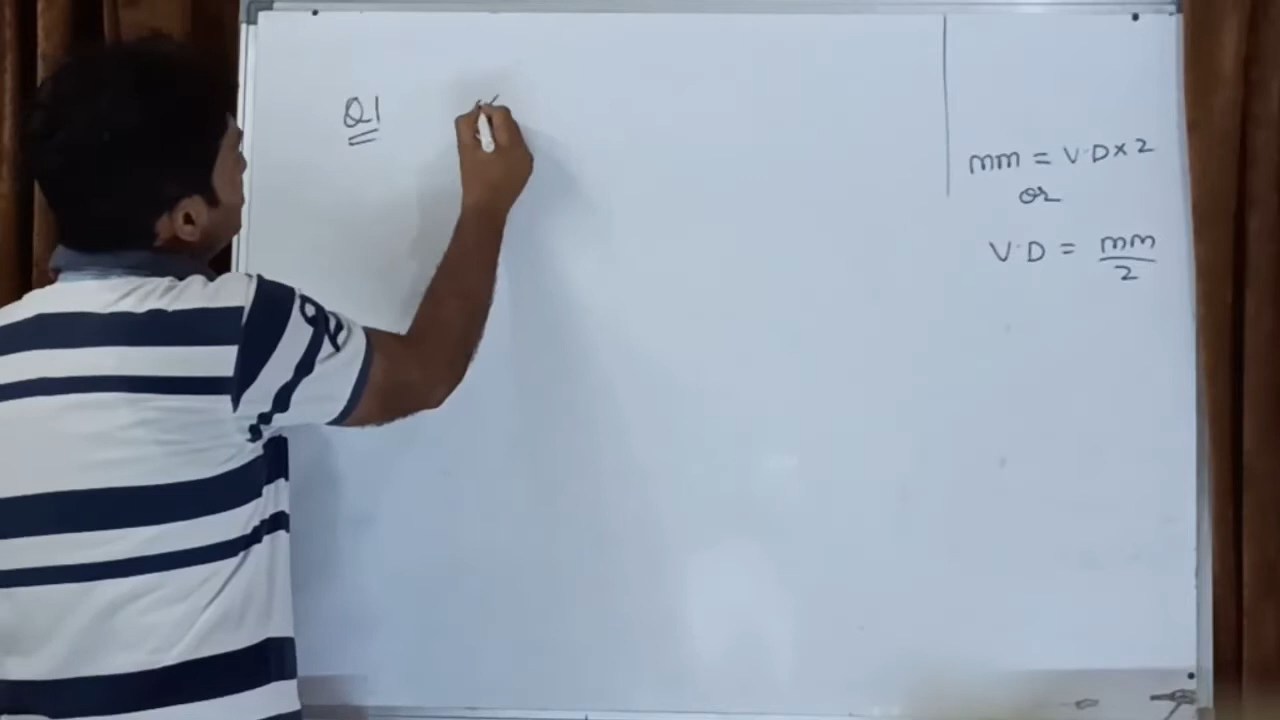 Q1
mm = V.D × 2
or
V.D = mm/2